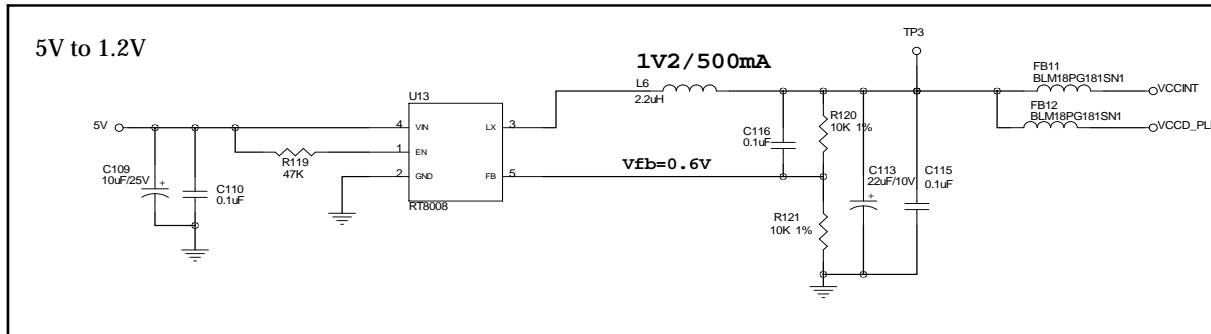 5V to 1.2V
TP3
1V2/500mA
FB11
BLM18PG181SN1
L6
2.2uH
VCCINT
FB12
BLM18PG181SN1
U13
5V
4
VIN
LX
3
R120
10K 1%
C116
0.1uF
1
EN
R119
47K
Vfb=0.6V
C109
10uF/25V
+
C110
0.1uF
2
GND
FB
5
C113
22uF/10V
+
C115
0.1uF
RT8008
R121
10K 1%